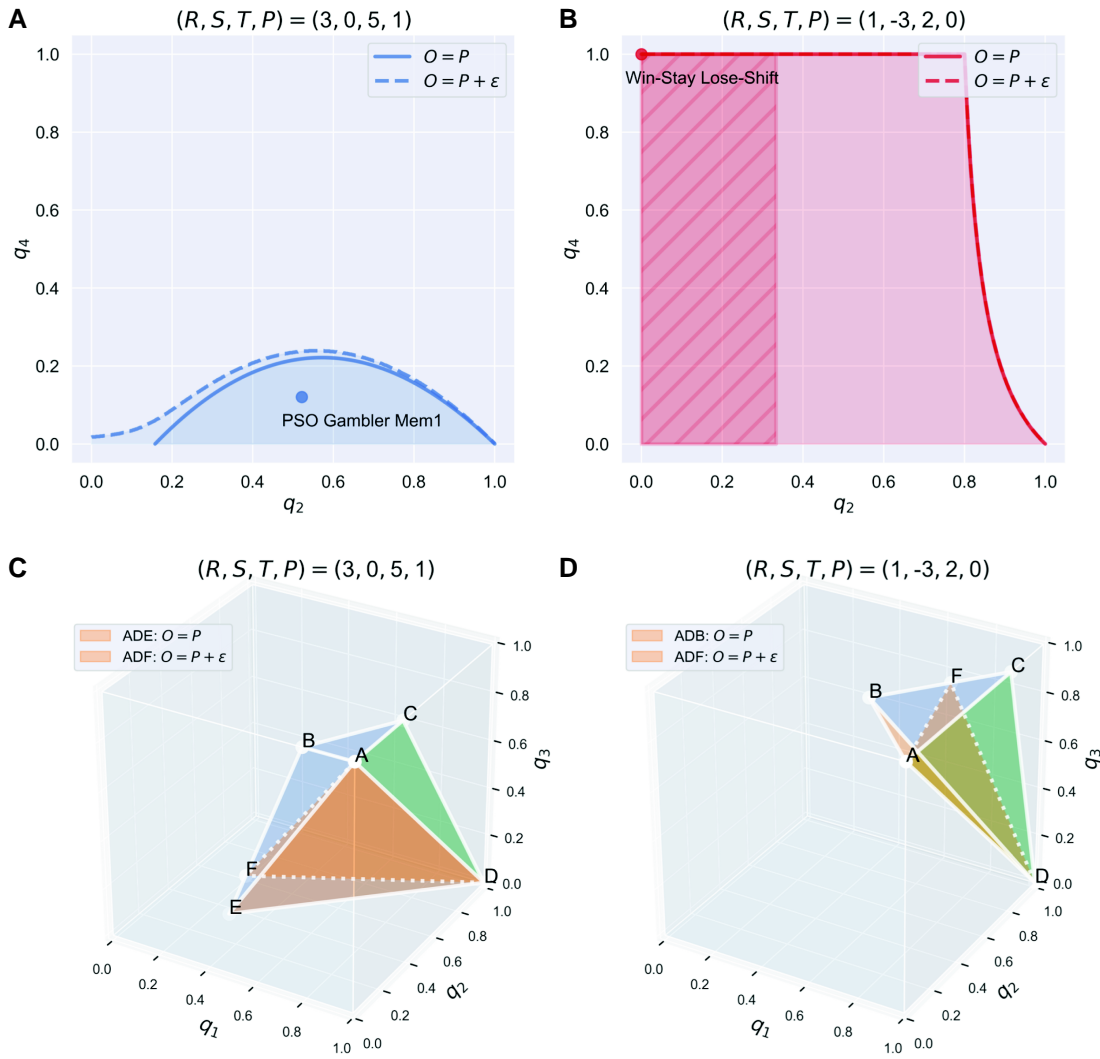 A
(R, S, T, P) = (3, 0, 5, 1)
O = P
O = P + ε
PSO Gambler Mem1
1.0
0.8
0.6
0.4
0.2
0.0
q4
0.0 0.2 0.4 0.6 0.8 1.0
q2
B
(R, S, T, P) = (1, -3, 2, 0)
O = P
O = P + ε
Win-Stay Lose-Shift
1.0
0.8
0.6
0.4
0.2
0.0
q4
0.0 0.2 0.4 0.6 0.8 1.0
q2
C
(R, S, T, P) = (3, 0, 5, 1)
ADE: O = P
ADF: O = P + ε
C
B
A
F
E
D
1.0
0.8
0.6
0.4
0.2
0.0
q3
1.0
0.8
0.6
0.4
0.2
0.0
q2
0.0
0.2
0.4
0.6
0.8
1.0
q1
D
(R, S, T, P) = (1, -3, 2, 0)
ADB: O = P
ADF: O = P + ε
C
F
B
A
D
1.0
0.8
0.6
0.4
0.2
0.0
q3
1.0
0.8
0.6
0.4
0.2
0.0
q2
0.0
0.2
0.4
0.6
0.8
1.0
q1